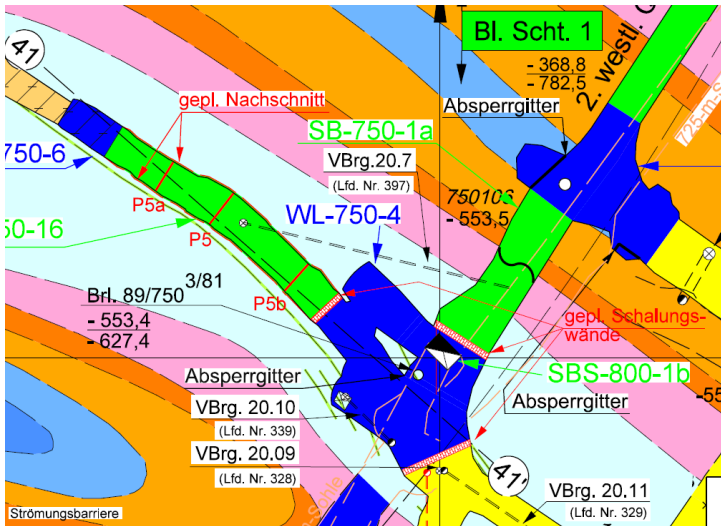 41
Bl. Scht. 1
- 368,8
- 782,5
2. westl.
gepl. Nachschnitt
Absperrgitter
725-m-S
SB-750-1a
750-6
VBrg.20.7
(Lfd. Nr. 397)
750106
- 553,5
P5a
WL-750-4
50-16
P5
3/81
Brl. 89/750
P5b
- 553,4
- 627,4
gepl. Schalungs-
wände
Absperrgitter
SBS-800-1b
-55
VBrg. 20.10
Absperrgitter
(Lfd. Nr. 339)
VBrg. 20.09
(Lfd. Nr. 328)
41'
VBrg. 20.11
(Lfd. Nr. 329)
m-Sohle
Strömungsbarriere